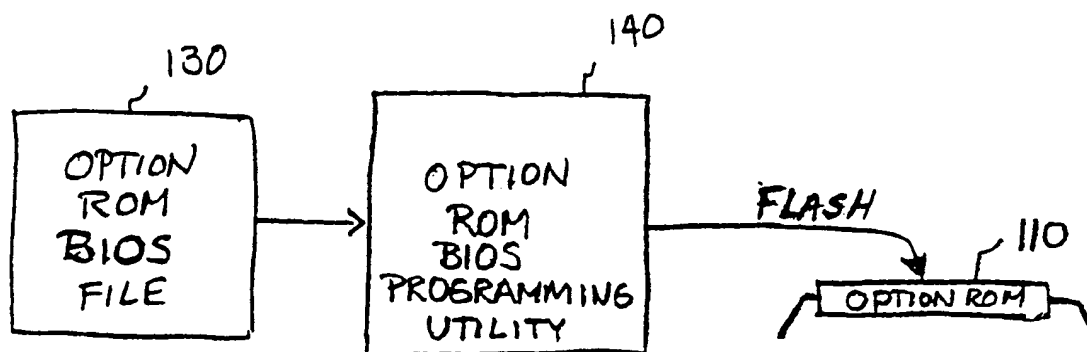 130
OPTION
ROM
BIOS
FILE
140
OPTION
ROM
BIOS
PROGRAMMING
UTILITY
FLASH
110
OPTION ROM